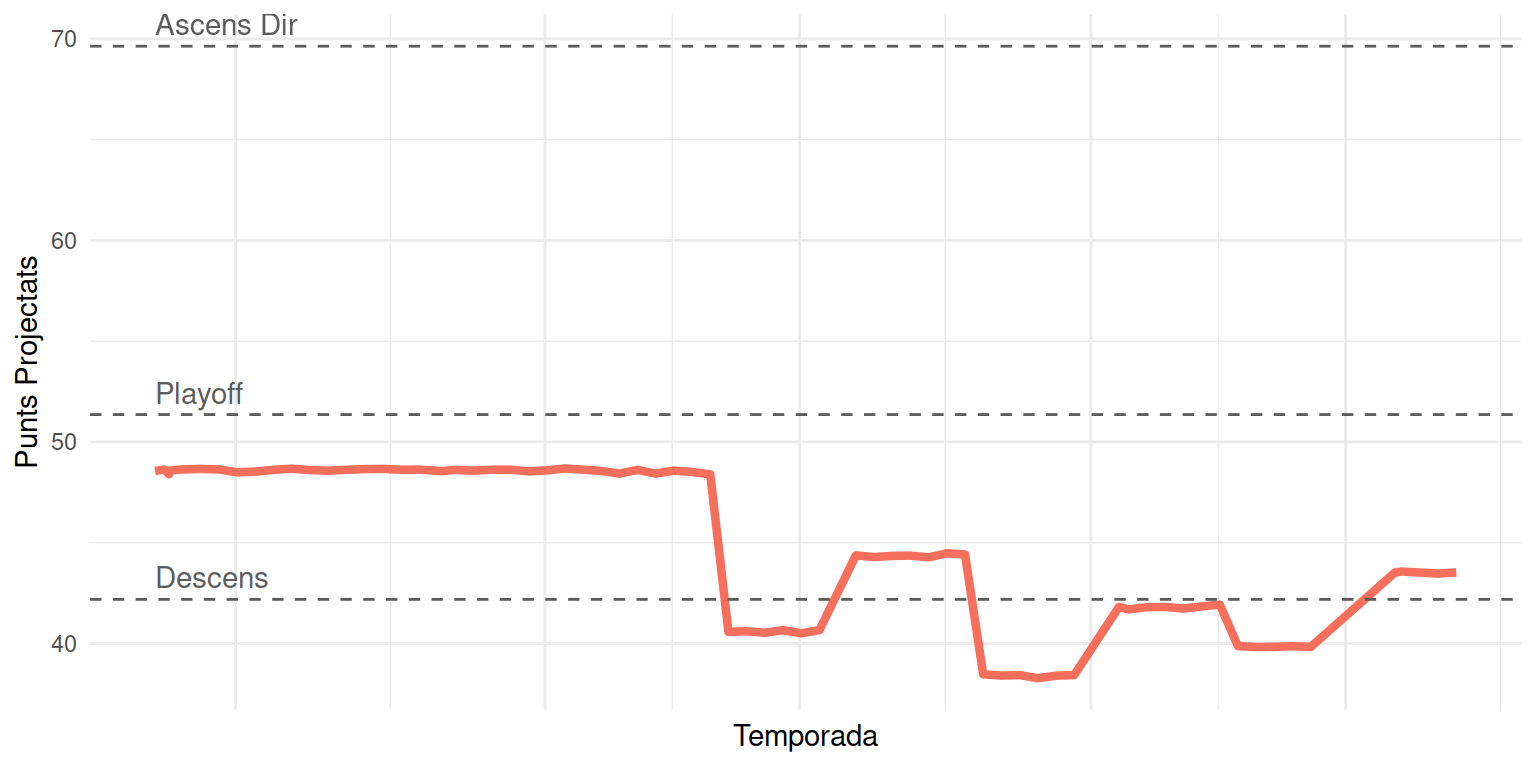 Ascens Dir
70
60
Punts Projectats
Playoff
50
Descens
40
Temporada